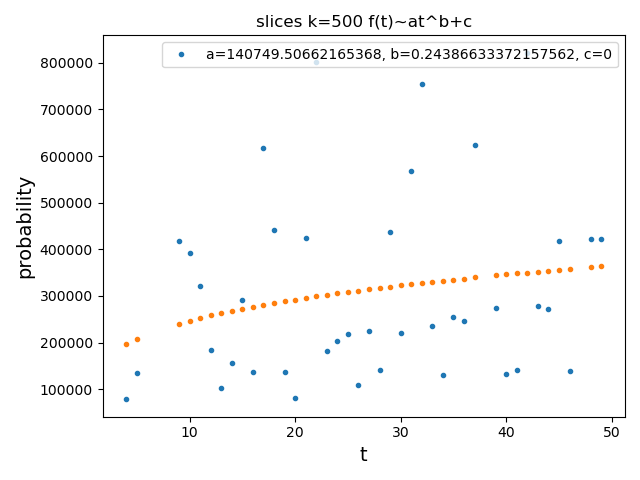 slices k=500 f(t)~at^b+c
a=140749.50662165368, b=0.24386633372157562, c=0
800000
700000
600000
500000
400000
300000
200000
100000
probability
10 20 30 40 50
t